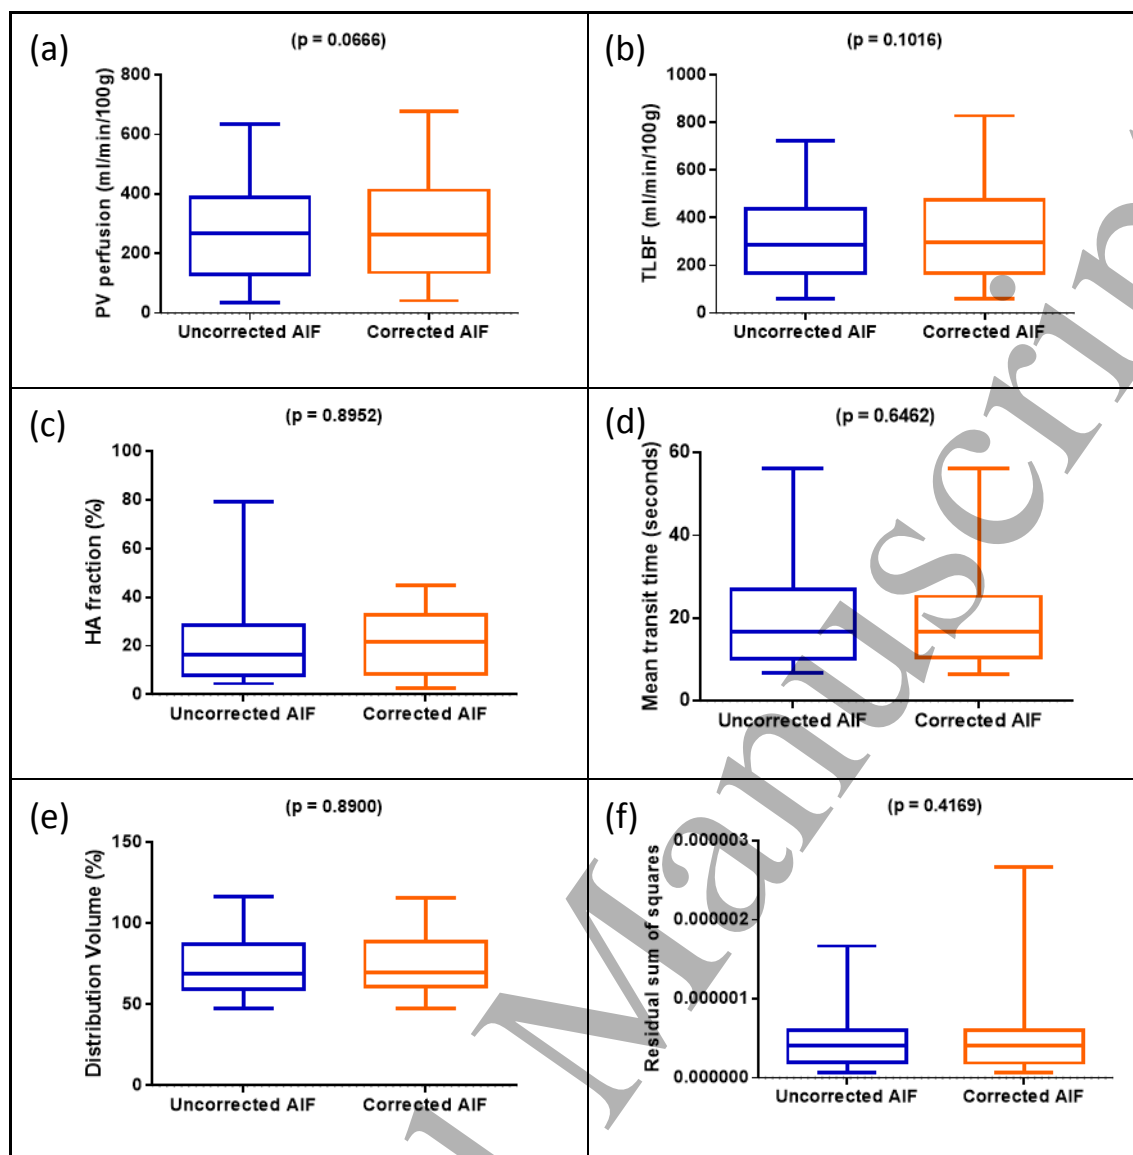 (a)
(p = 0.0666)
PV perfusion (ml/min/100g)
800
600
400
200
0
Uncorrected AIF
Corrected AIF
(b)
(p = 0.1016)
TLBF (ml/min/100g)
1000
800
600
400
200
0
Uncorrected AIF
Corrected AIF
(c)
(p = 0.8952)
HA fraction (%)
100
80
60
40
20
0
Uncorrected AIF
Corrected AIF
(d)
(p = 0.6462)
Mean transit time (seconds)
60
40
20
0
Uncorrected AIF
Corrected AIF
(e)
(p = 0.8900)
Distribution Volume (%)
150
100
50
0
Uncorrected AIF
Corrected AIF
(f)
(p = 0.4169)
Residual sum of squares
0.000003
0.000002
0.000001
0.000000
Uncorrected AIF
Corrected AIF
Manuscrip